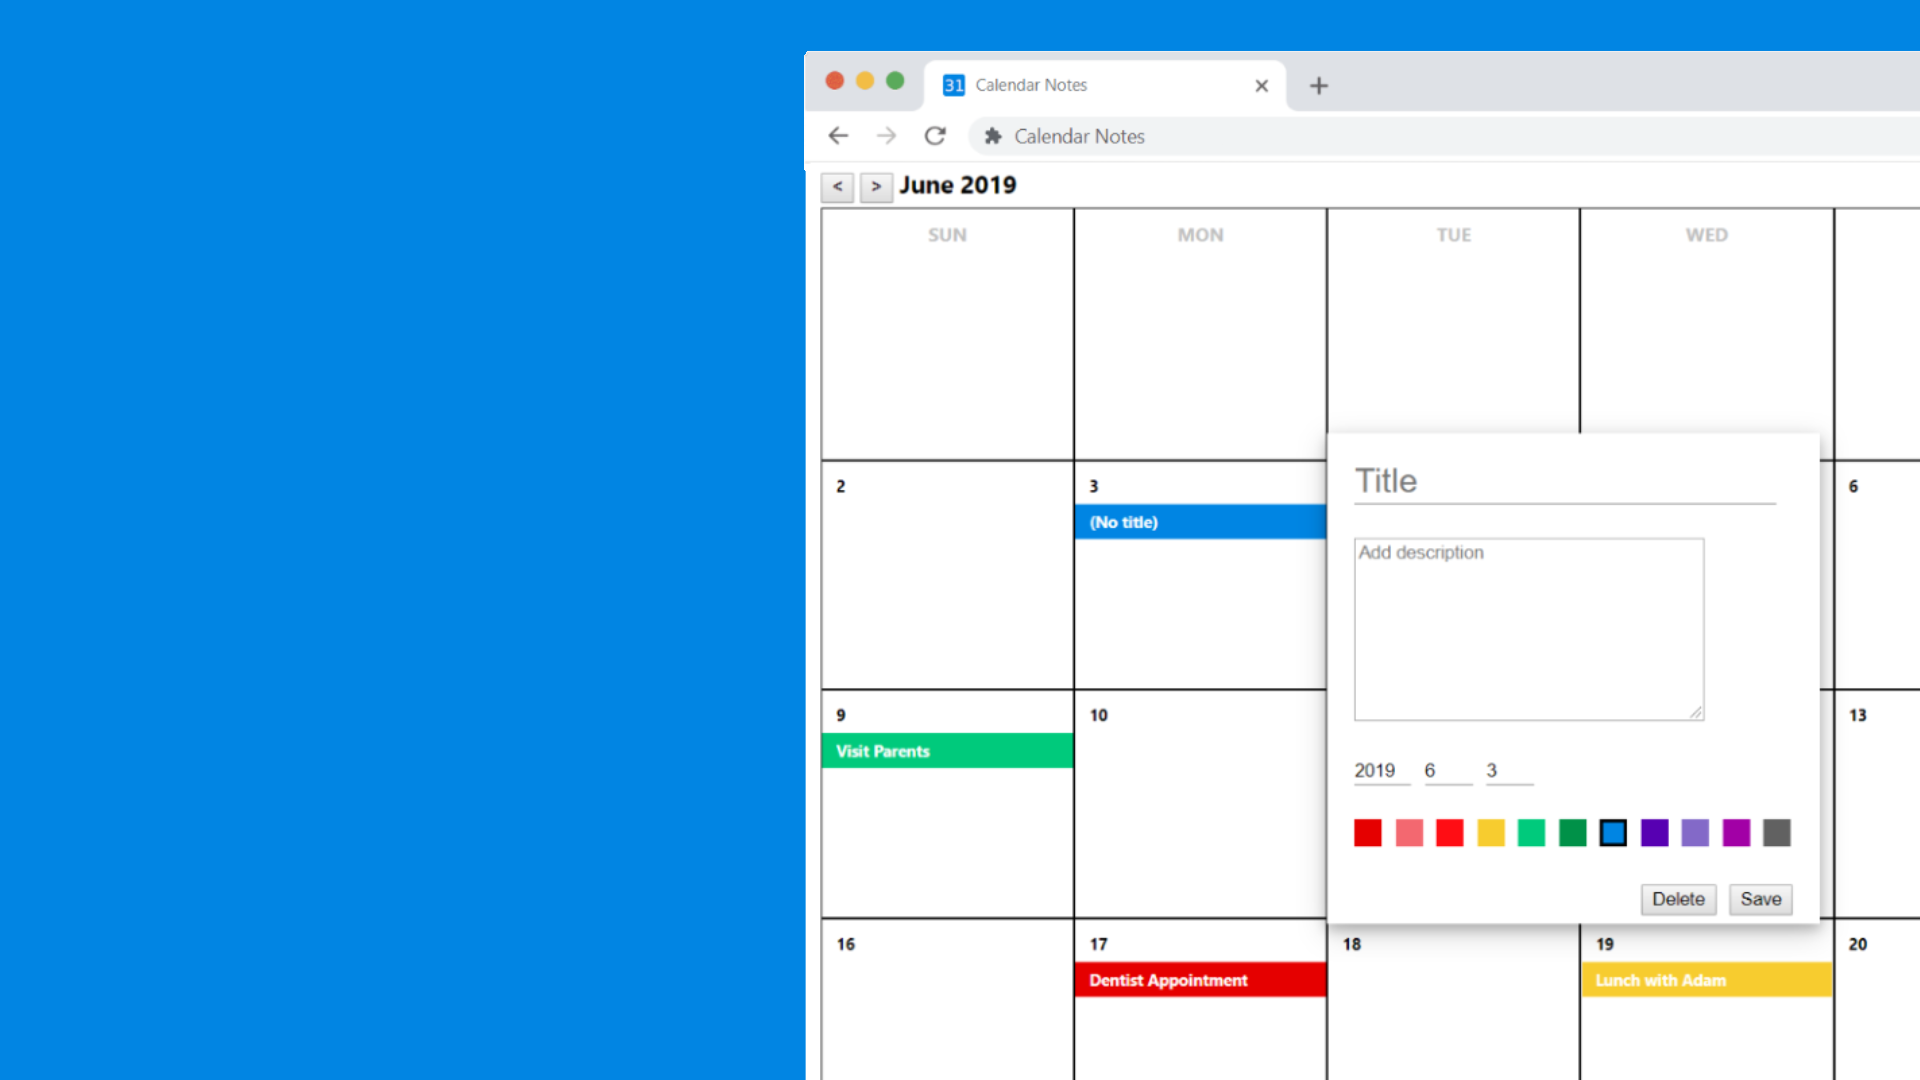 31 Calendar Notes
Calendar Notes
< > June 2019
SUN MON TUE WED
Title
2 3 6
(No title)
Add description
9 10 13
Visit Parents
2019 6 3
Delete Save
16 17 18 19 20
Dentist Appointment Lunch with Adam